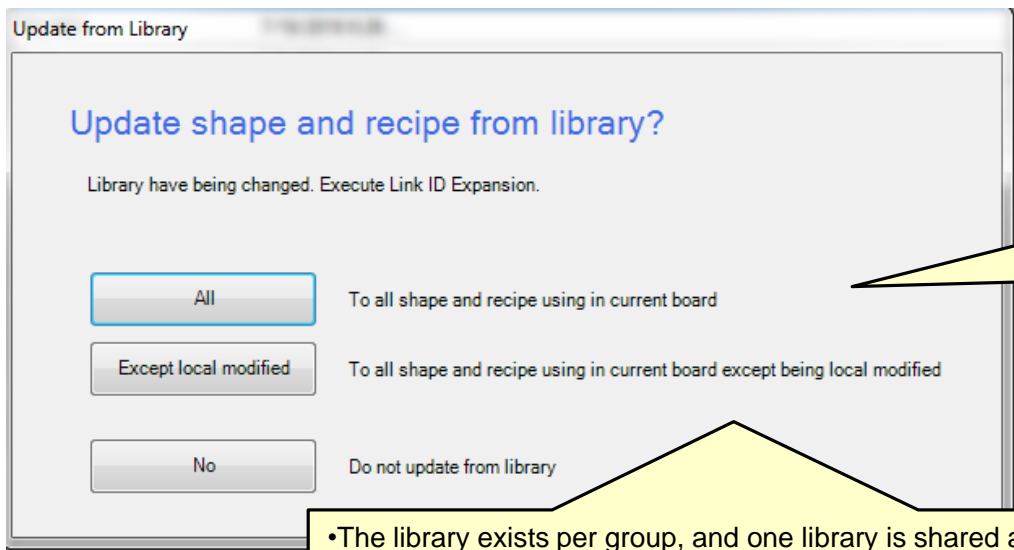 Update from Library
Update shape and recipe from library?
Library have being changed. Execute Link ID Expansion.
All
To all shape and recipe using in current board
Except local modified
To all shape and recipe using in current board except being local modified
No
Do not update from library
•The library exists per group, and one library is shared